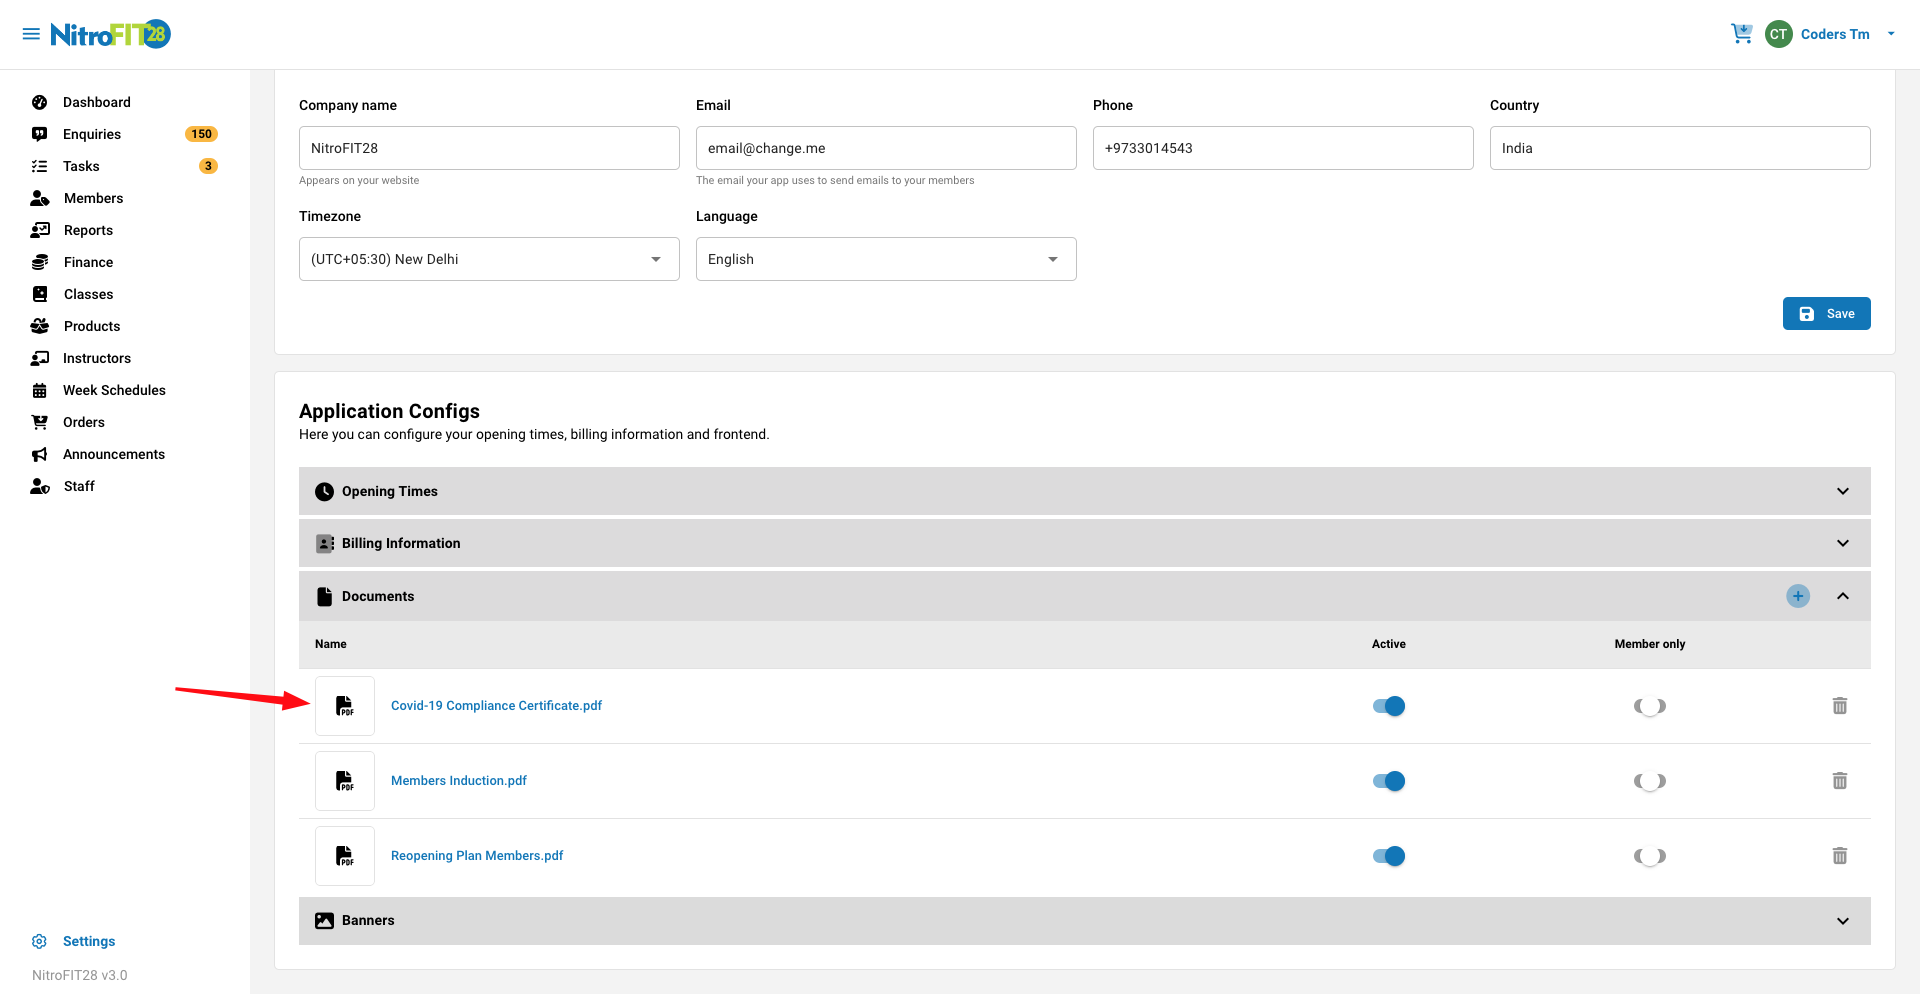 NitroFIT28
CT Coders Tm
Dashboard
Enquiries 150
Tasks 3
Members
Reports
Finance
Classes
Products
Instructors
Week Schedules
Orders
Announcements
Staff
Settings
NitroFIT28 v3.0
Company name Email Phone Country
NitroFIT28 email@change.me +9733014543 India
Appears on your website The email your app uses to send emails to your members
Timezone Language
(UTC+05:30) New Delhi English
Save
Application Configs
Here you can configure your opening times, billing information and frontend.
Opening Times
Billing Information
Documents
Name Active Member only
PDF Covid-19 Compliance Certificate.pdf
PDF Members Induction.pdf
PDF Reopening Plan Members.pdf
Banners